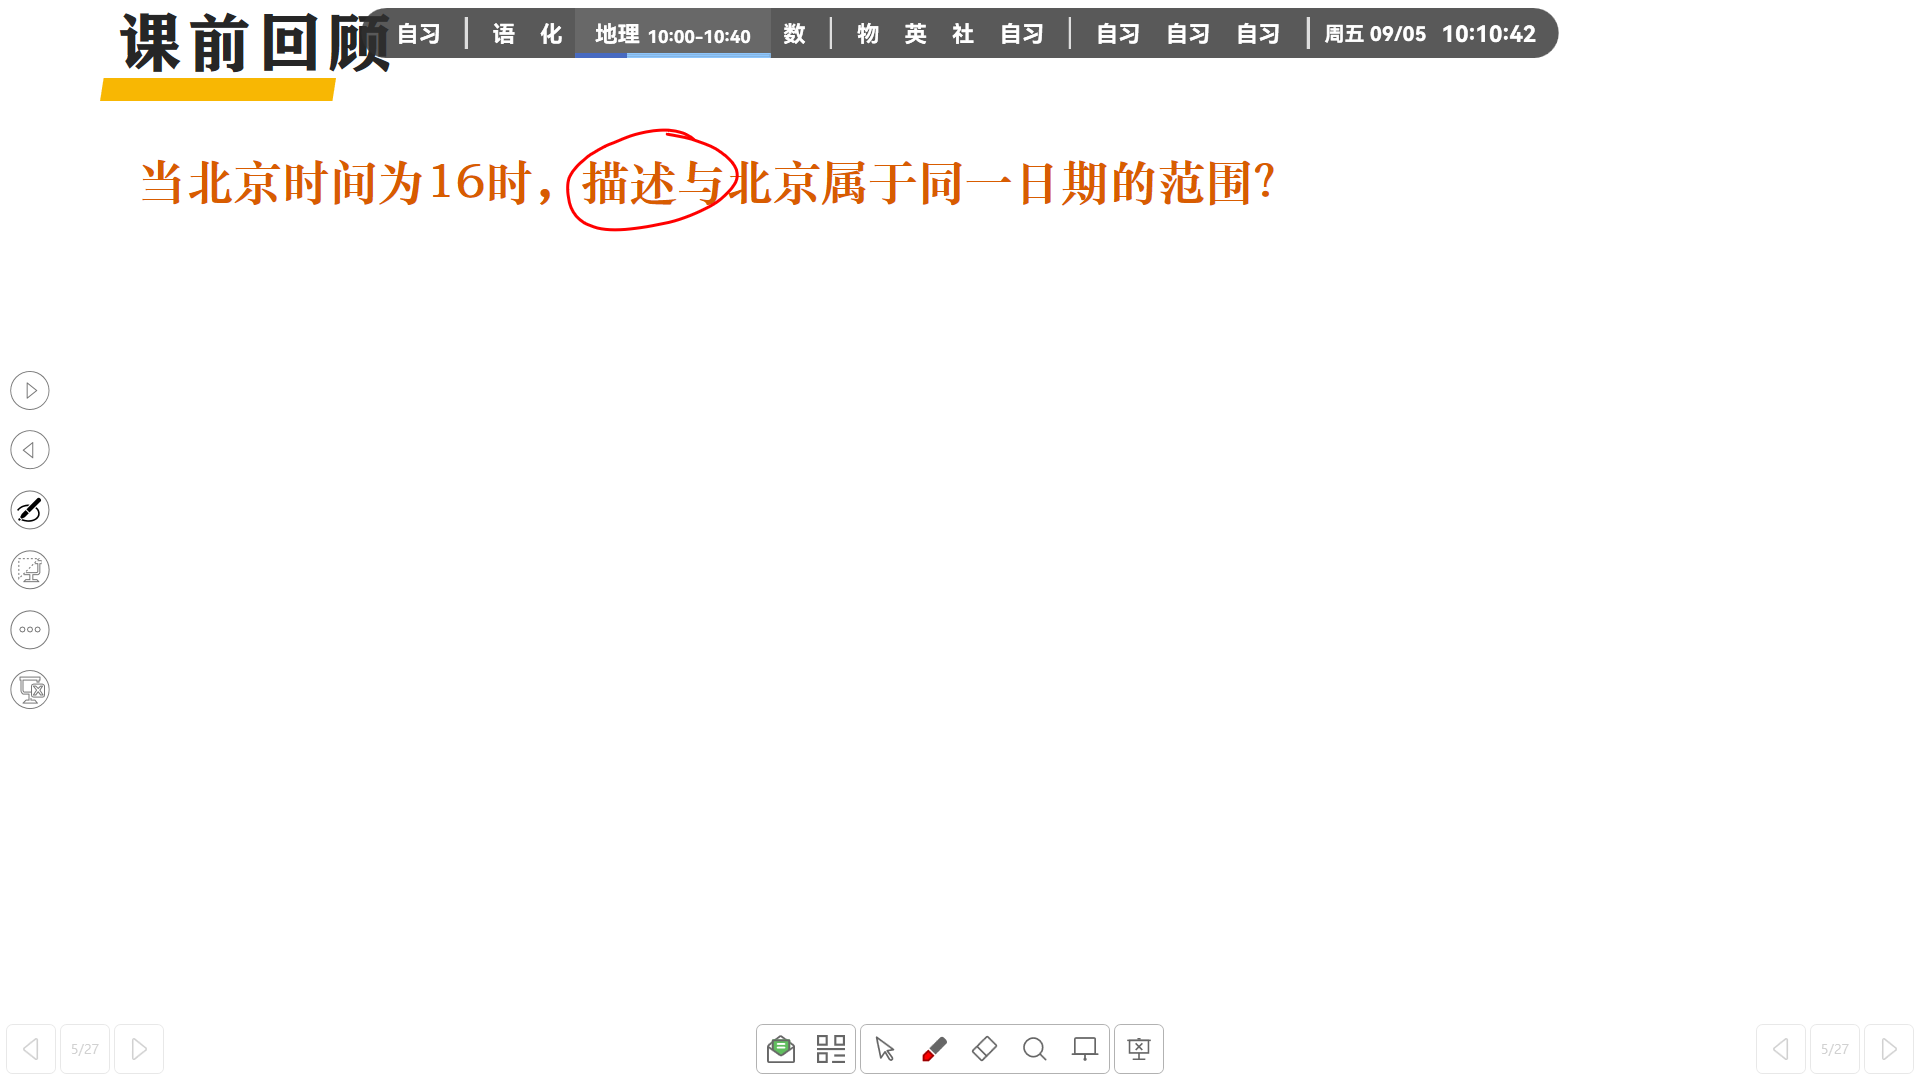 课前回顾
自习 语 化 地理 10:00-10:40 数 物 英 社 自习 自习 自习 自习 周五 09/05 10:10:42
当北京时间为16时，描述与北京属于同一日期的范围？
5/27
5/27